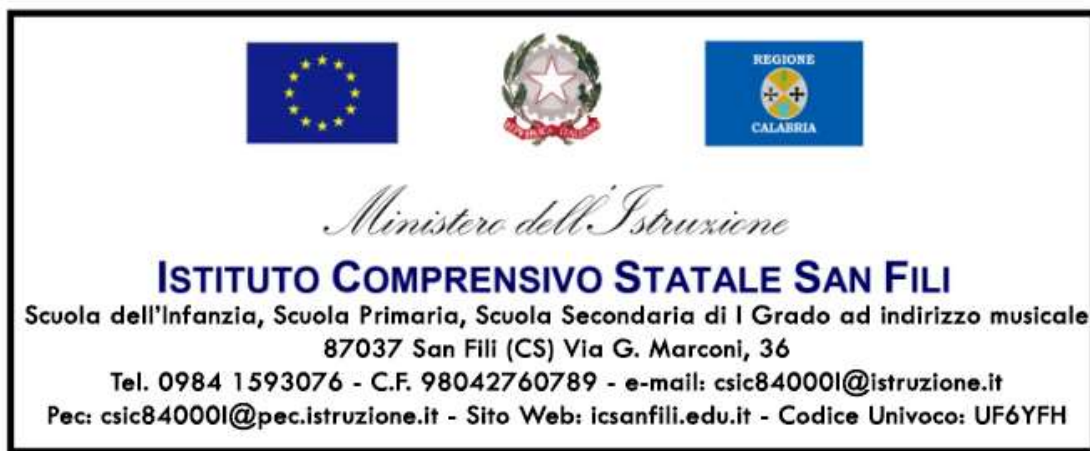 REPVBBLICA ITALIANA
REGIONE
CALABRIA
Ministero dell'Istruzione
ISTITUTO COMPRENSIVO STATALE SAN FILI
Scuola dell'Infanzia, Scuola Primaria, Scuola Secondaria di I Grado ad indirizzo musicale
87037 San Fili (CS) Via G. Marconi, 36
Tel. 0984 1593076 - C.F. 98042760789 - e-mail: csic84000l@istruzione.it
Pec: csic84000l@pec.istruzione.it - Sito Web: icsanfili.edu.it - Codice Univoco: UF6YFH